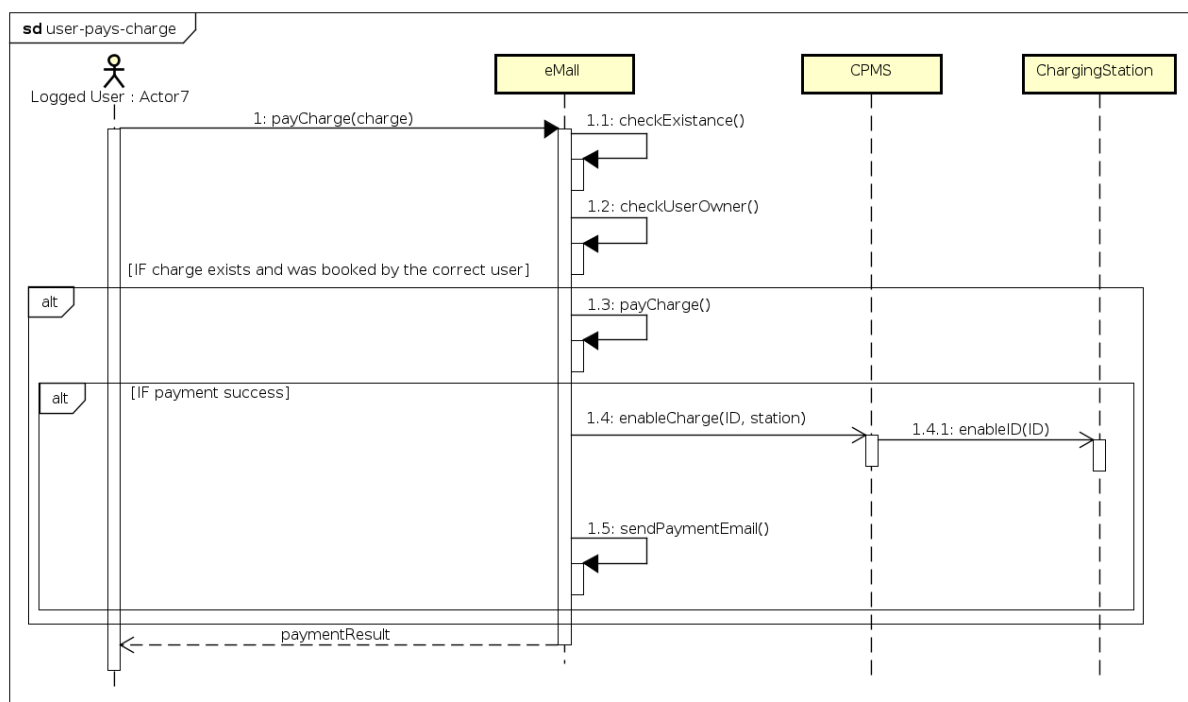 sd user-pays-charge
Logged User : Actor7
eMall
CPMS
ChargingStation
1: payCharge(charge)
1.1: checkExistance()
1.2: checkUserOwner()
[IF charge exists and was booked by the correct user]
alt
1.3: payCharge()
alt
[IF payment success]
1.4: enableCharge(ID, station)
1.4.1: enableID(ID)
1.5: sendPaymentEmail()
paymentResult